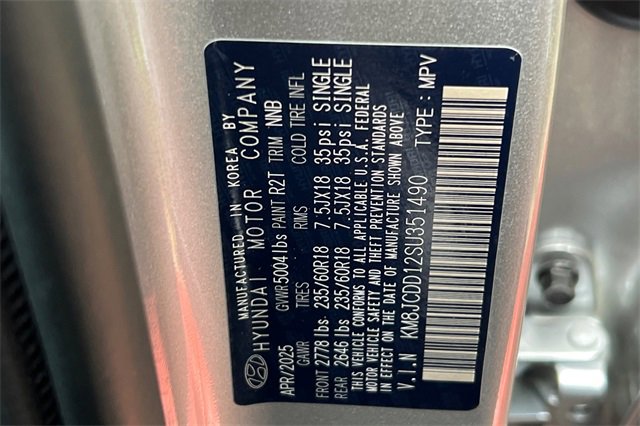 MANUFACTURED IN KOREA BY
HYUNDAI MOTOR COMPANY
APR/2025 GVWR 5004 lbs PAINT R2T TRIM NNB
GAWR TIRES RIMS COLD TIRE INFL
FRONT 2778 lbs 235/60R18 7.5JX18 35psi SINGLE
REAR 2646 lbs 235/60R18 7.5JX18 35psi SINGLE
THIS VEHICLE CONFORMS TO ALL APPLICABLE U.S.A. FEDERAL
MOTOR VEHICLE SAFETY AND THEFT PREVENTION STANDARDS
IN EFFECT ON THE DATE OF MANUFACTURE SHOWN ABOVE
V.I.N KM8JCDD12SU351490 TYPE: MPV